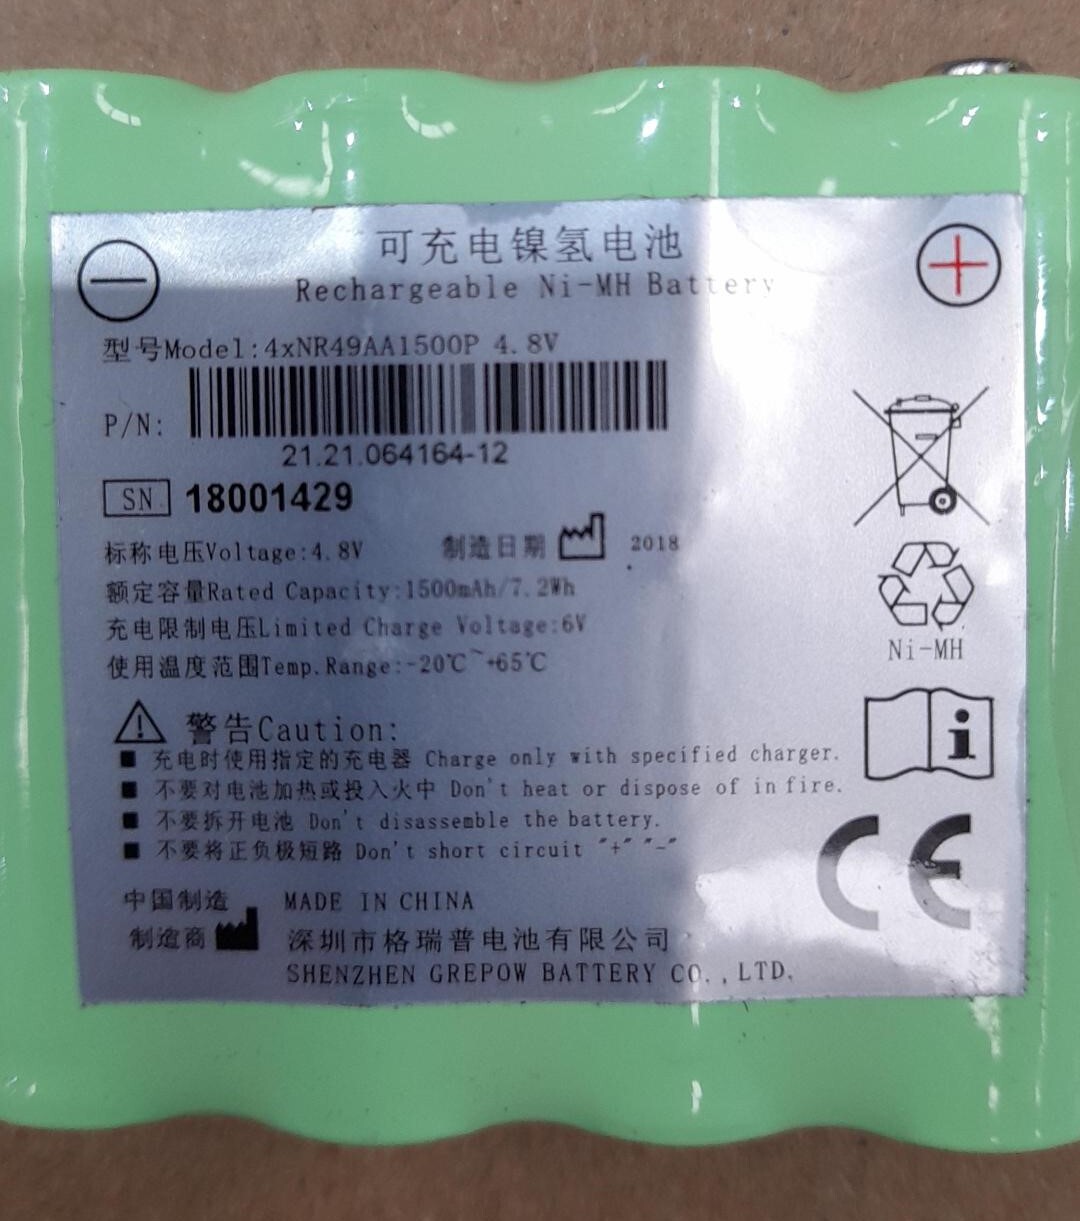 可充电镍氢电池
Rechargeable Ni-MH Battery
型号Model:4xNR49AA1500P 4.8V
P/N:
21.21.064164-12
SN 18001429
标称电压Voltage:4.8V 制造日期 2018
额定容量Rated Capacity:1500mAh/7.2Wh
充电限制电压Limited Charge Voltage:6V
使用温度范围Temp.Range:-20℃~+65℃
Ni-MH
警告Caution:
■ 充电时使用指定的充电器 Charge only with specified charger.
■ 不要对电池加热或投入火中 Don't heat or dispose of in fire.
■ 不要拆开电池 Don't disassemble the battery.
■ 不要将正负极短路 Don't short circuit "+" "-"
CE
中国制造 MADE IN CHINA
制造商 深圳市格瑞普电池有限公司
SHENZHEN GREPOW BATTERY CO.,LTD.